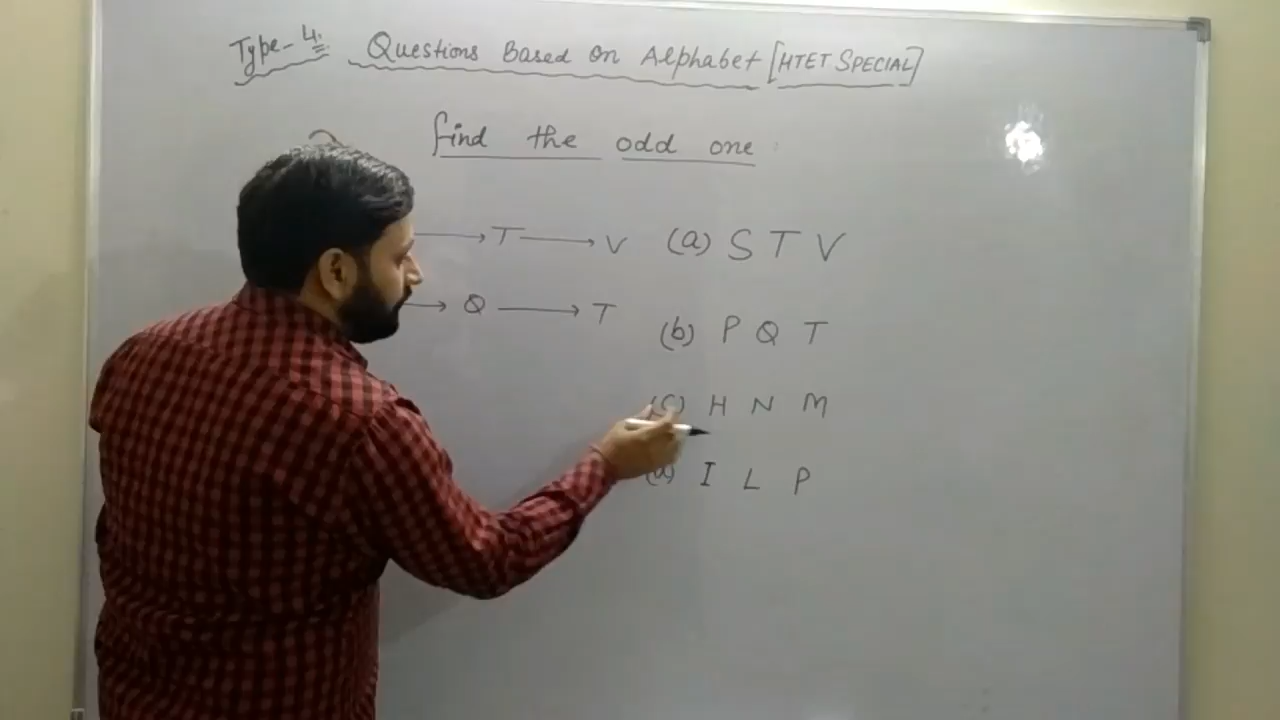 Type-4. Questions Based on Alphabet [HTET SPECIAL]
find the odd one
→ T → V (a) S T V
→ Q → T (b) P Q T
(c) H N M
(d) I L P